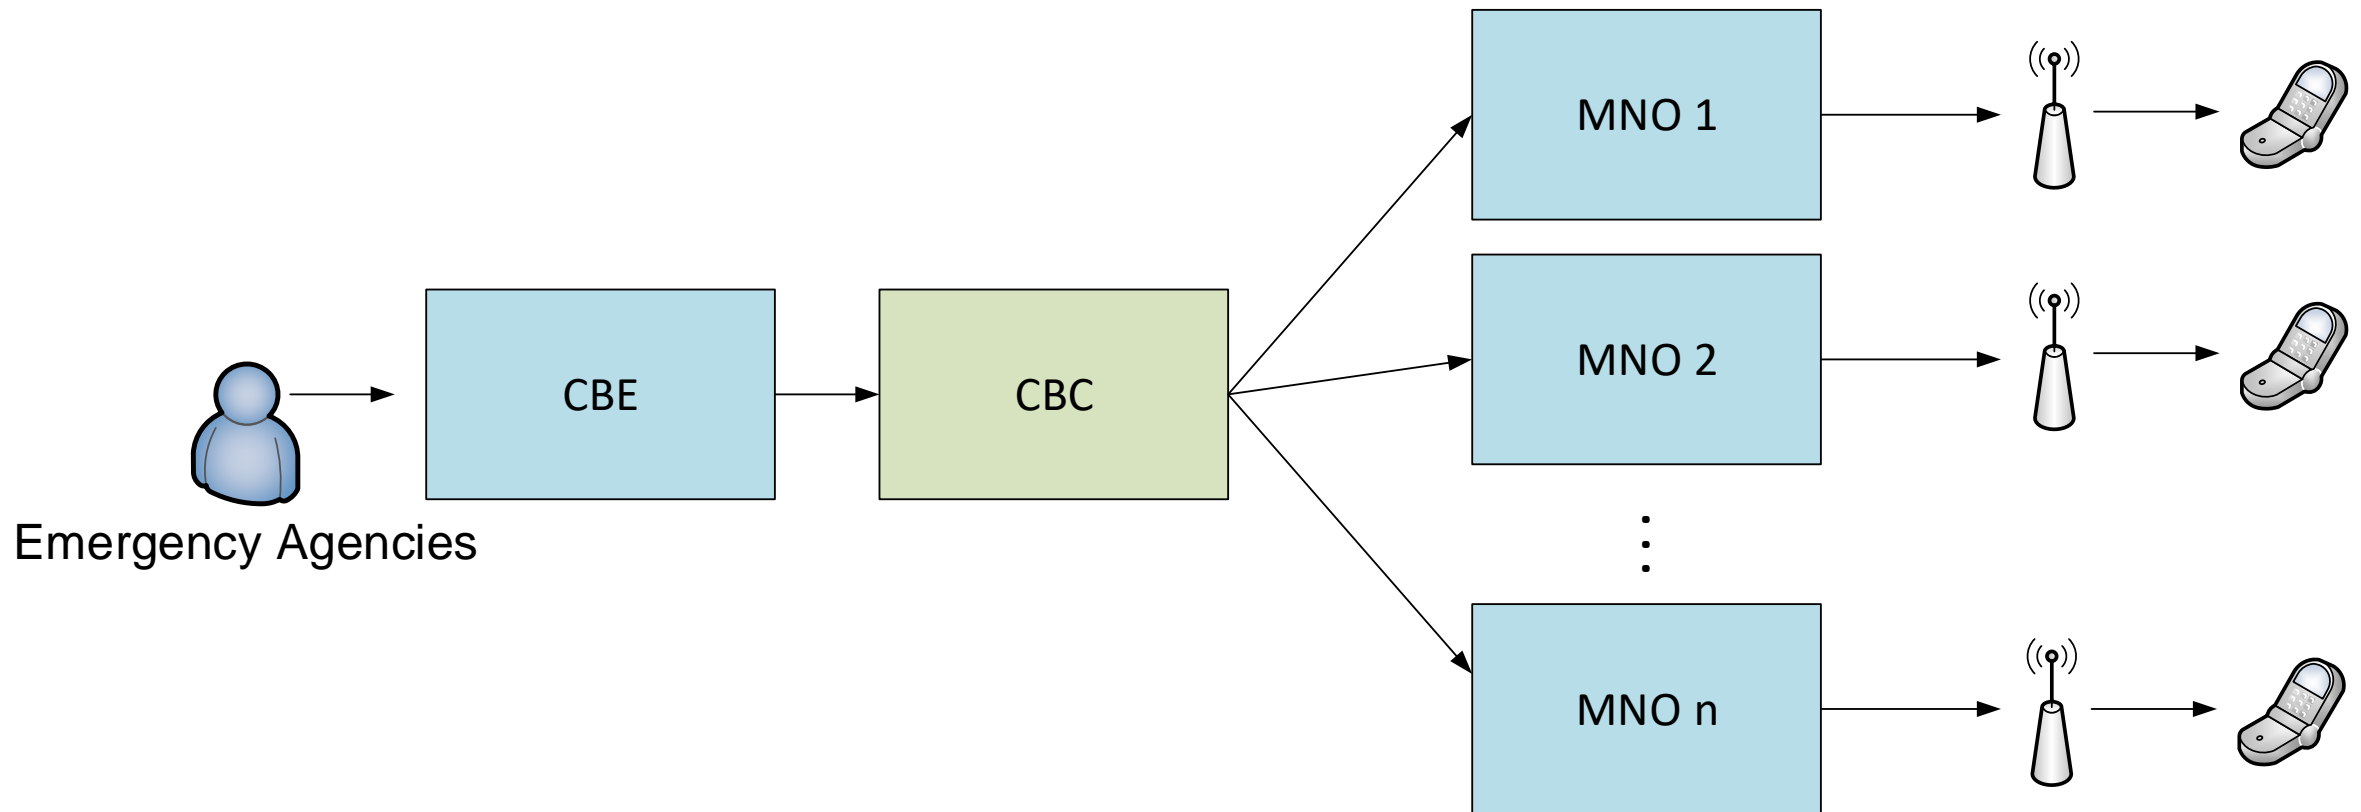 Emergency Agencies
CBE
CBC
MNO 1
MNO 2
MNO n